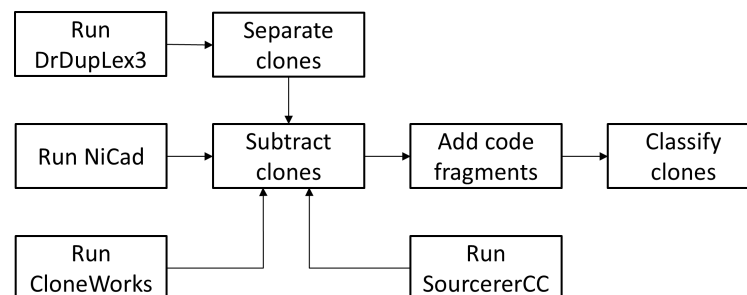 Run
DrDupLex3
Separate
clones
Run NiCad
Subtract
clones
Add code
fragments
Classify
clones
Run
CloneWorks
Run
SourcererCC